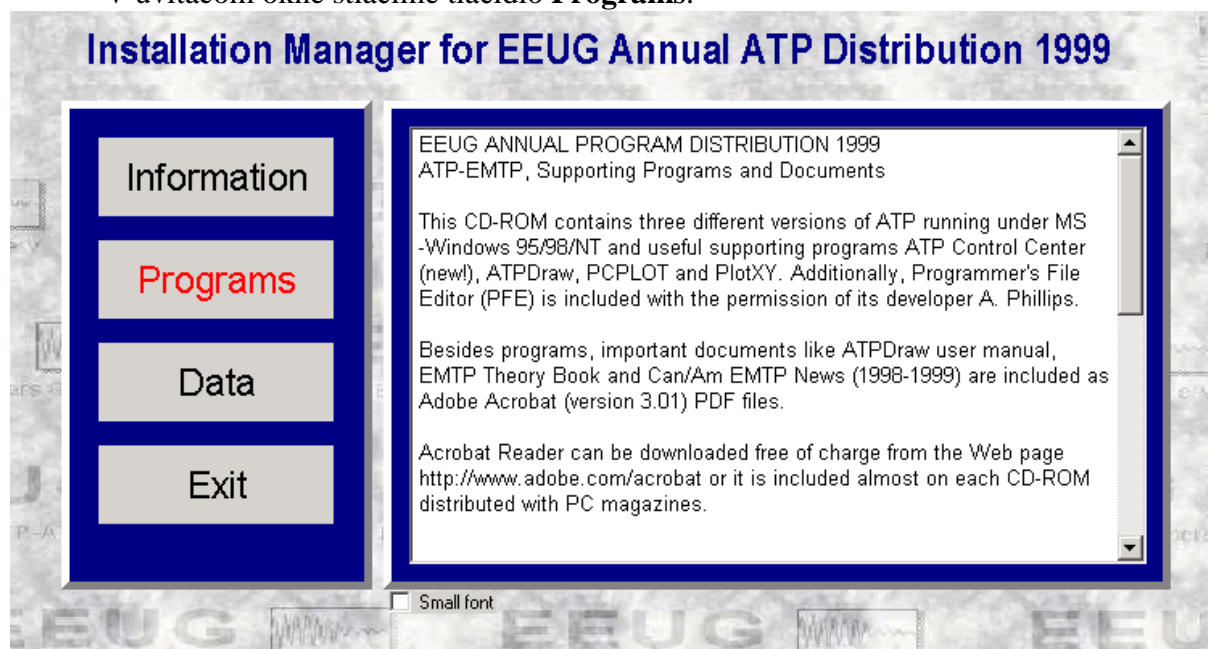 V uvítacom okne stlačíme tlačidlo Programs.
Installation Manager for EEUG Annual ATP Distribution 1999
Information
Programs
Data
Exit
EEUG ANNUAL PROGRAM DISTRIBUTION 1999
ATP-EMTP, Supporting Programs and Documents
This CD-ROM contains three different versions of ATP running under MS
-Windows 95/98/NT and useful supporting programs ATP Control Center
(new!), ATPDraw, PCPLOT and PlotXY. Additionally, Programmer's File
Editor (PFE) is included with the permission of its developer A. Phillips.
Besides programs, important documents like ATPDraw user manual,
EMTP Theory Book and Can/Am EMTP News (1998-1999) are included as
Adobe Acrobat (version 3.01) PDF files.
Acrobat Reader can be downloaded free of charge from the Web page
http://www.adobe.com/acrobat or it is included almost on each CD-ROM
distributed with PC magazines.
Small font
EEUG EEUG EEU